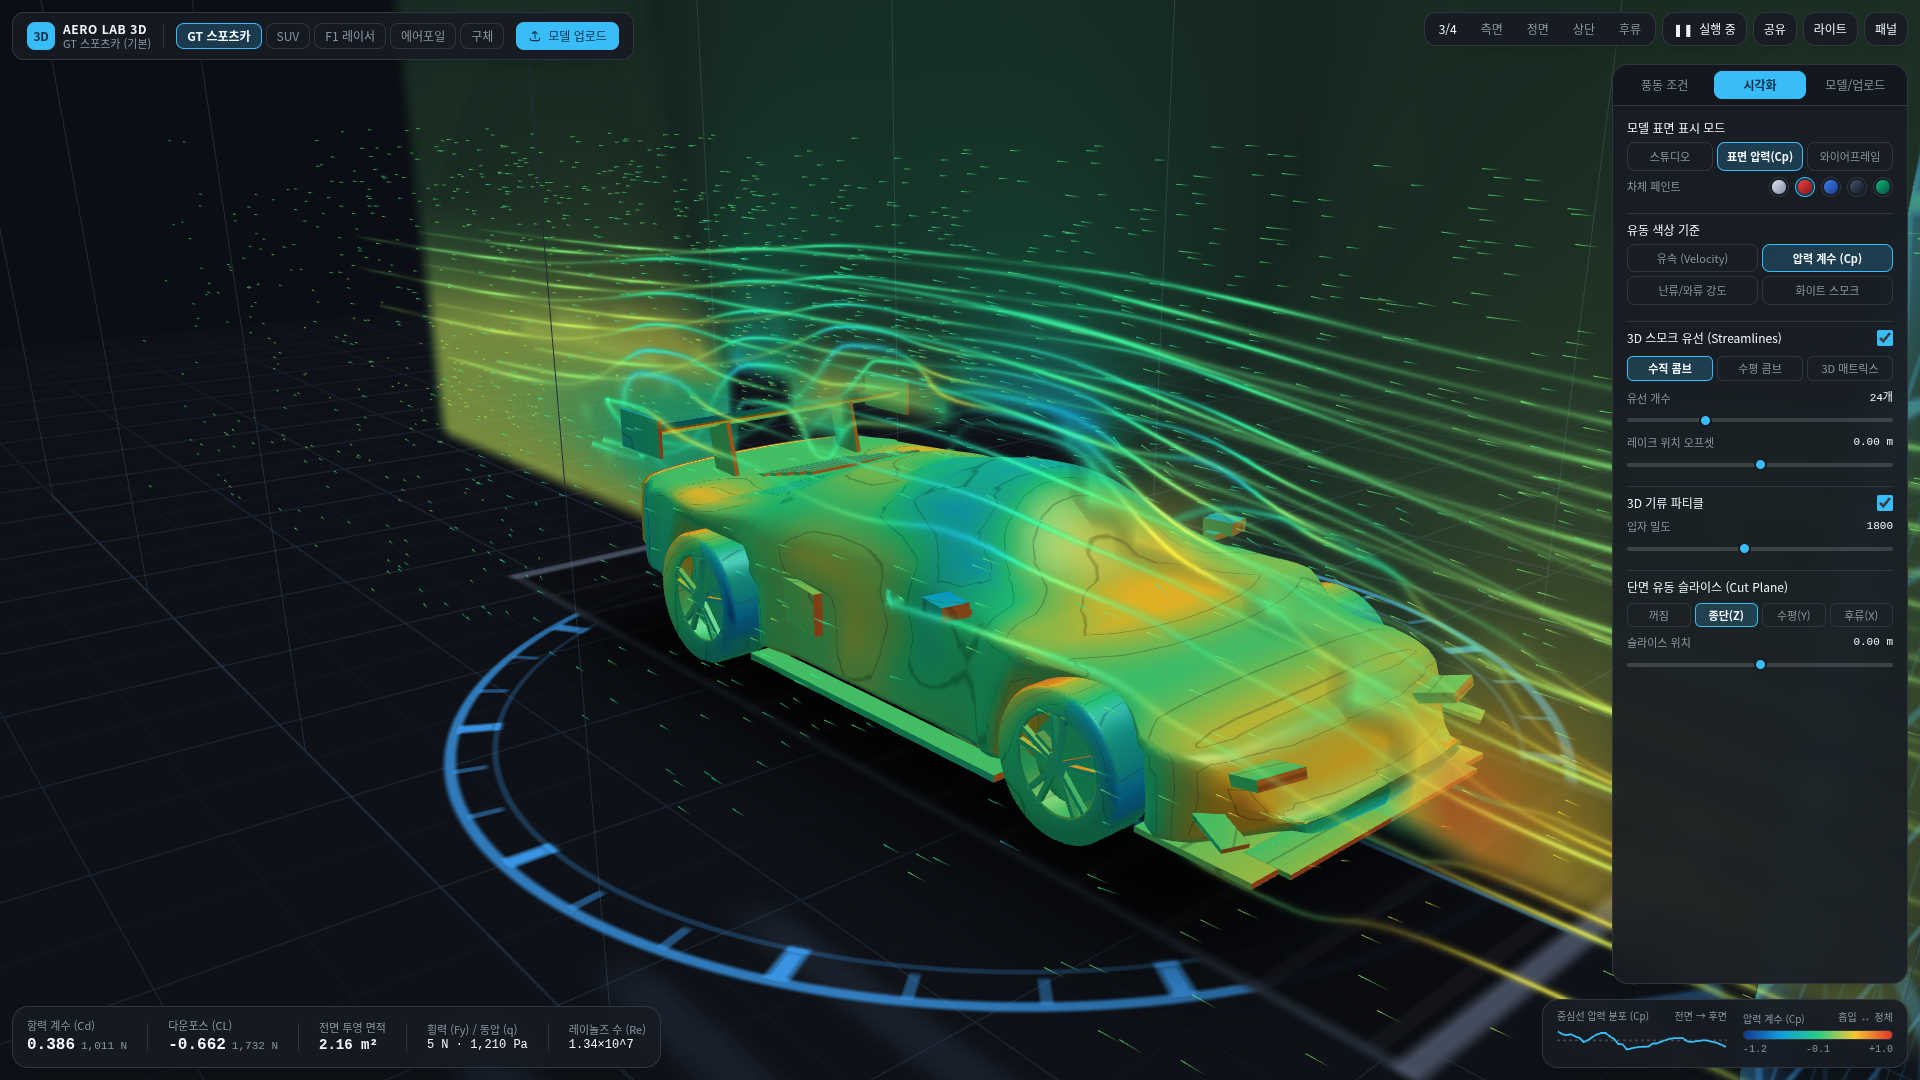 3D
AERO LAB 3D
GT 스포츠카 (기본)
GT 스포츠카
SUV
F1 레이서
에어포일
구체
모델 업로드
3/4
측면
정면
상단
후류
❚❚ 실행 중
공유
라이트
패널
풍동 조건
시각화
모델/업로드
모델 표면 표시 모드
스튜디오
표면 압력(Cp)
와이어프레임
차체 페인트
유동 색상 기준
유속 (Velocity)
압력 계수 (Cp)
난류/와류 강도
화이트 스모크
3D 스모크 유선 (Streamlines)
수직 콤브
수평 콤브
3D 매트릭스
유선 개수
24개
레이크 위치 오프셋
0.00 m
3D 기류 파티클
입자 밀도
1800
단면 유동 슬라이스 (Cut Plane)
꺼짐
종단(Z)
수평(Y)
후류(X)
슬라이스 위치
0.00 m
항력 계수 (Cd)
0.386 1,011 N
다운포스 (CL)
-0.662 1,732 N
전면 투영 면적
2.16 m²
횡력 (Fy) / 동압 (q)
5 N · 1,210 Pa
레이놀즈 수 (Re)
1.34×10^7
중심선 압력 분포 (Cp)
전면 → 후면
압력 계수 (Cp)
흡입 ↔ 정체
-1.2
-0.1
+1.0